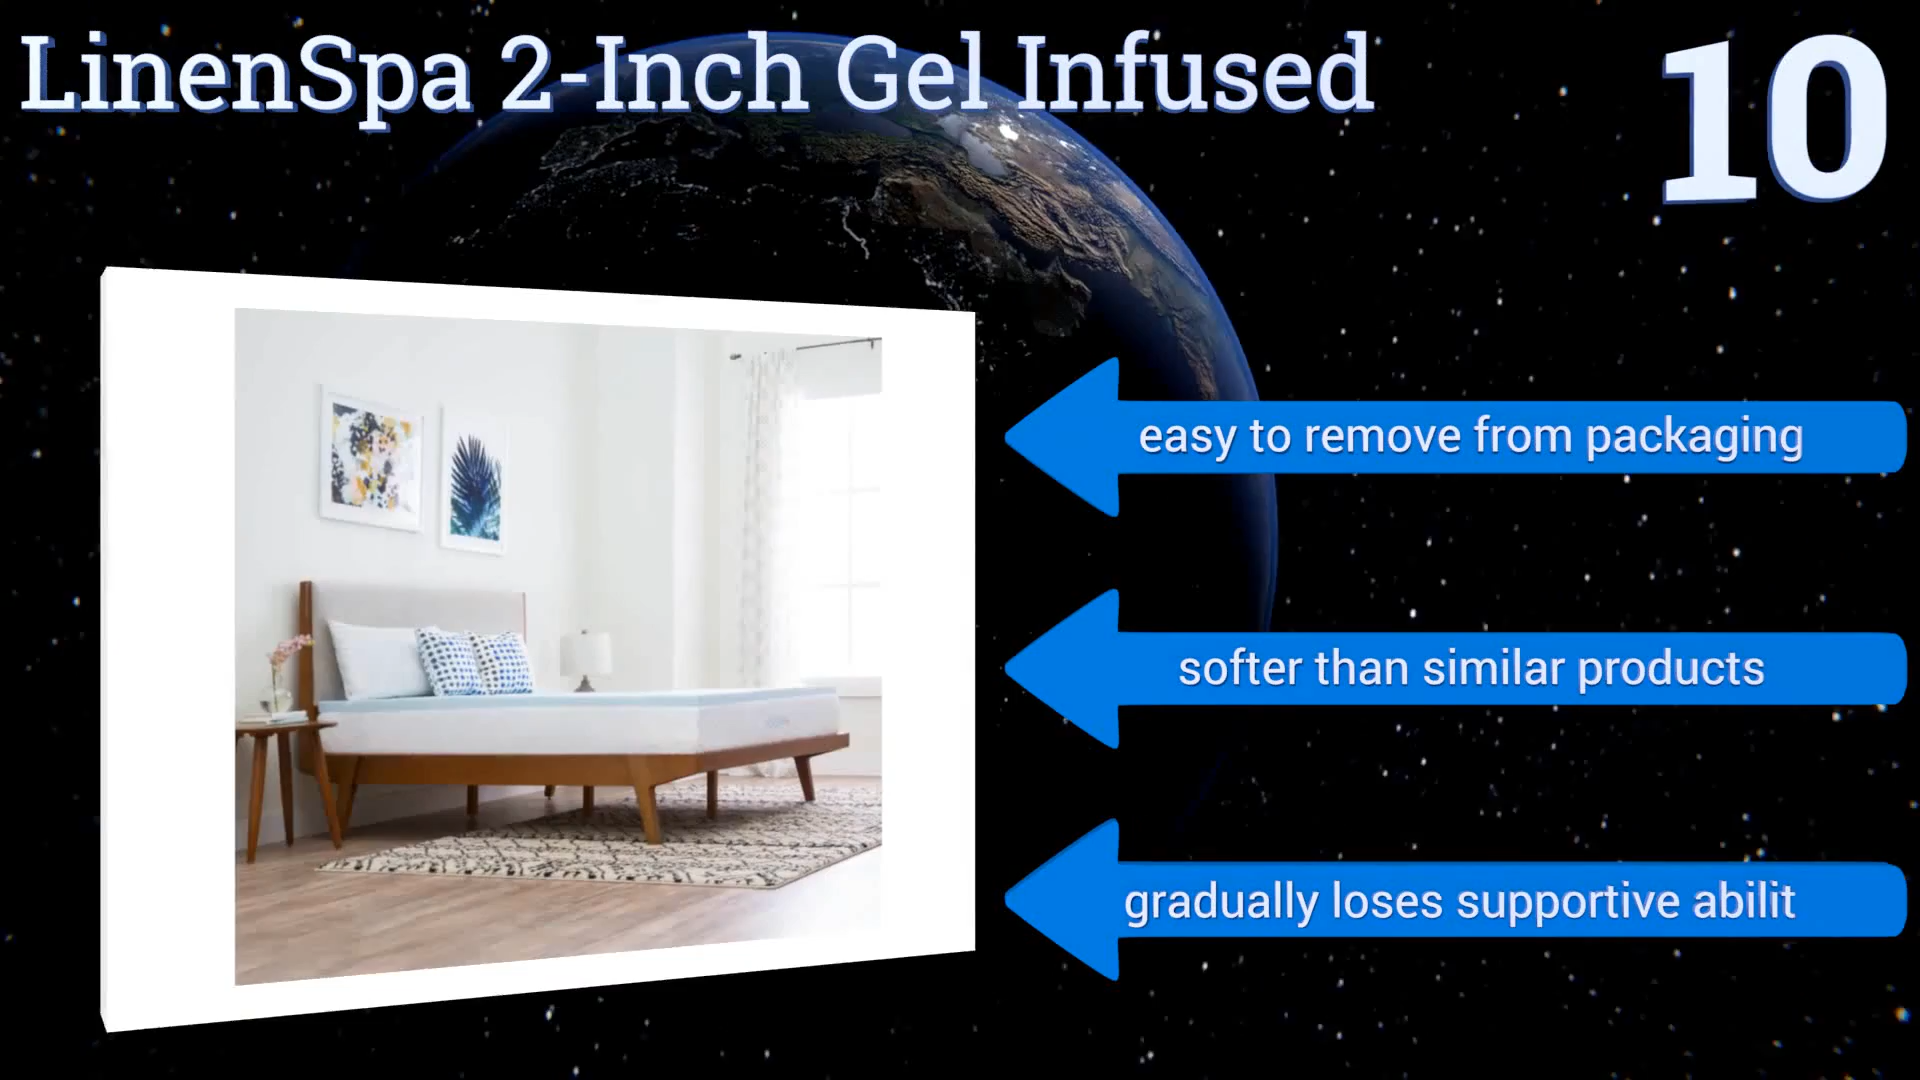 LinenSpa 2-Inch Gel Infused
10
easy to remove from packaging
softer than similar products
gradually loses supportive abilit